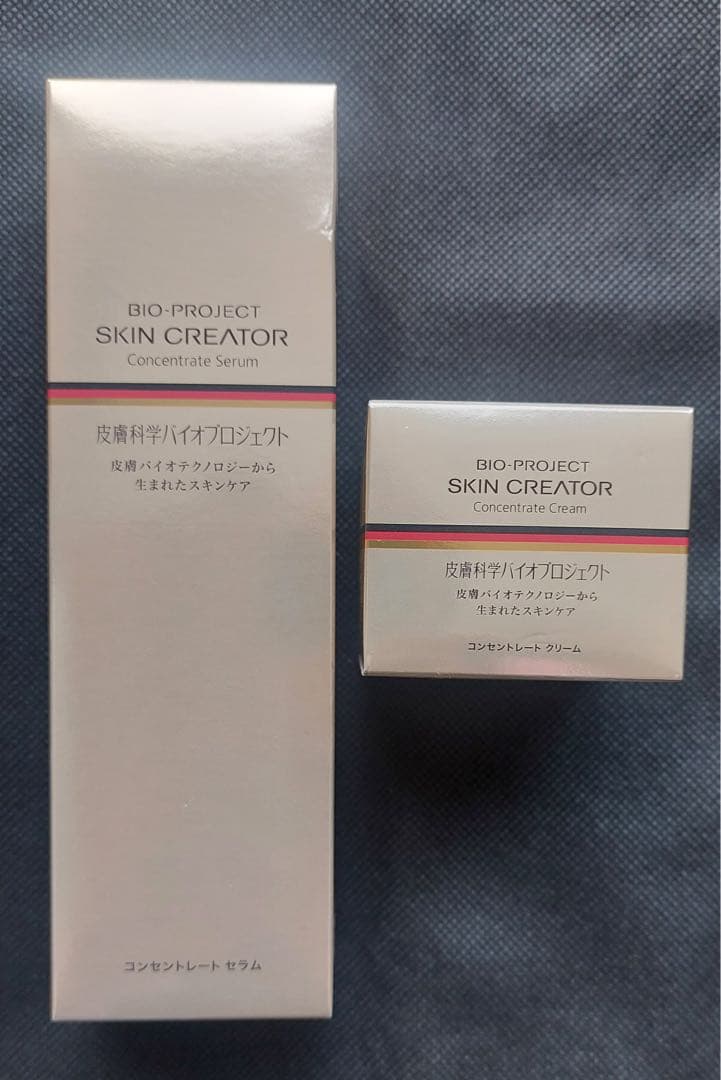 BIO-PROJECT
SKIN CREATOR
Concentrate Serum
皮膚科学バイオプロジェクト
皮膚バイオテクノロジーから
生まれたスキンケア
コンセントレート セラム
BIO-PROJECT
SKIN CREATOR
Concentrate Cream
皮膚科学バイオプロジェクト
皮膚バイオテクノロジーから
生まれたスキンケア
コンセントレート クリーム